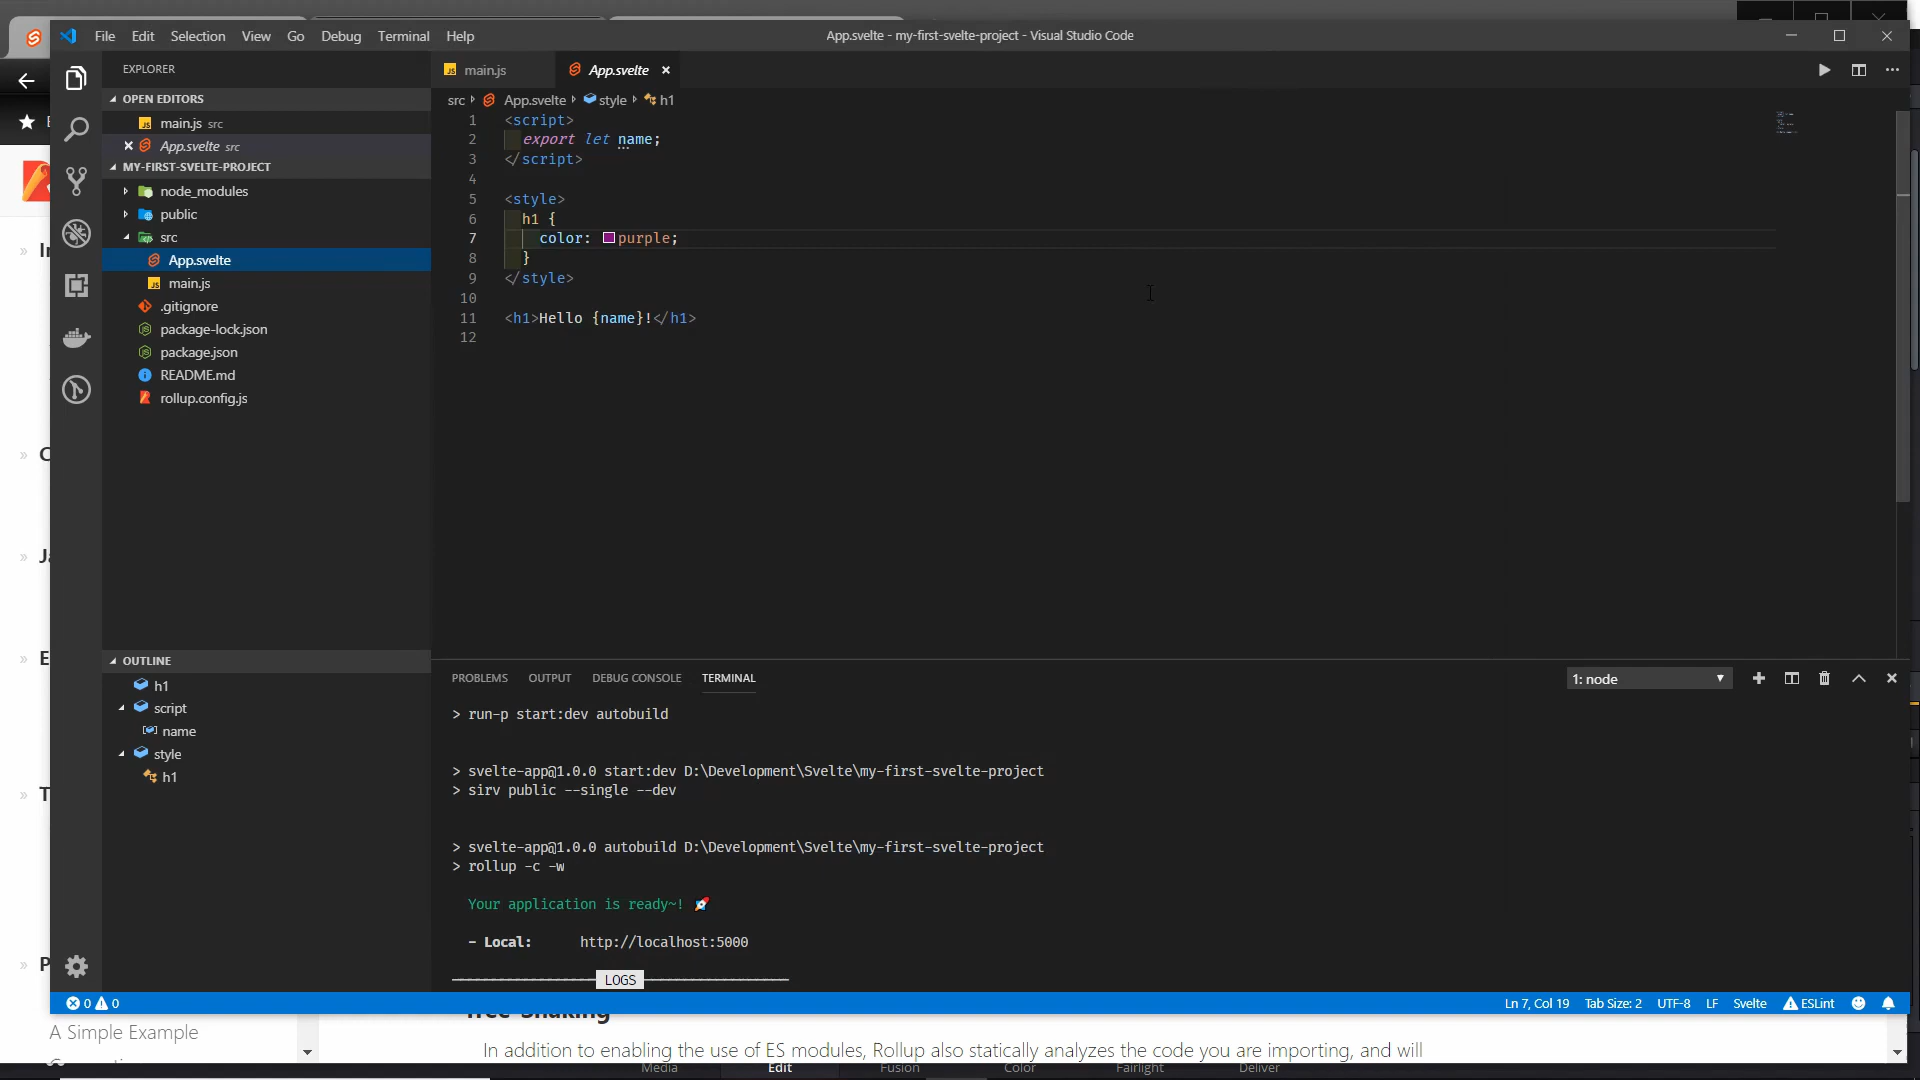 File Edit Selection View Go Debug Terminal Help
App.svelte - my-first-svelte-project - Visual Studio Code
EXPLORER
OPEN EDITORS
main.js src
App.svelte src
MY-FIRST-SVELTE-PROJECT
node_modules
public
src
App.svelte
main.js
.gitignore
package-lock.json
package.json
README.md
rollup.config.js
OUTLINE
h1
script
name
style
h1
main.js App.svelte
src App.svelte style h1
1 <script>
2 export let name;
3 </script>
4
5 <style>
6 h1 {
7 color: purple;
8 }
9 </style>
10
11 <h1>Hello {name}!</h1>
12
PROBLEMS OUTPUT DEBUG CONSOLE TERMINAL 1: node
> run-p start:dev autobuild
> svelte-app@1.0.0 start:dev D:\Development\Svelte\my-first-svelte-project
> sirv public --single --dev
> svelte-app@1.0.0 autobuild D:\Development\Svelte\my-first-svelte-project
> rollup -c -w
Your application is ready~! 🚀
- Local: http://localhost:5000
LOGS
0 0 Ln 7, Col 19 Tab Size: 2 UTF-8 LF Svelte ESLint
A Simple Example
Tree-Shaking
In addition to enabling the use of ES modules, Rollup also statically analyzes the code you are importing, and will
Media Edit Fusion Color Fairlight Deliver